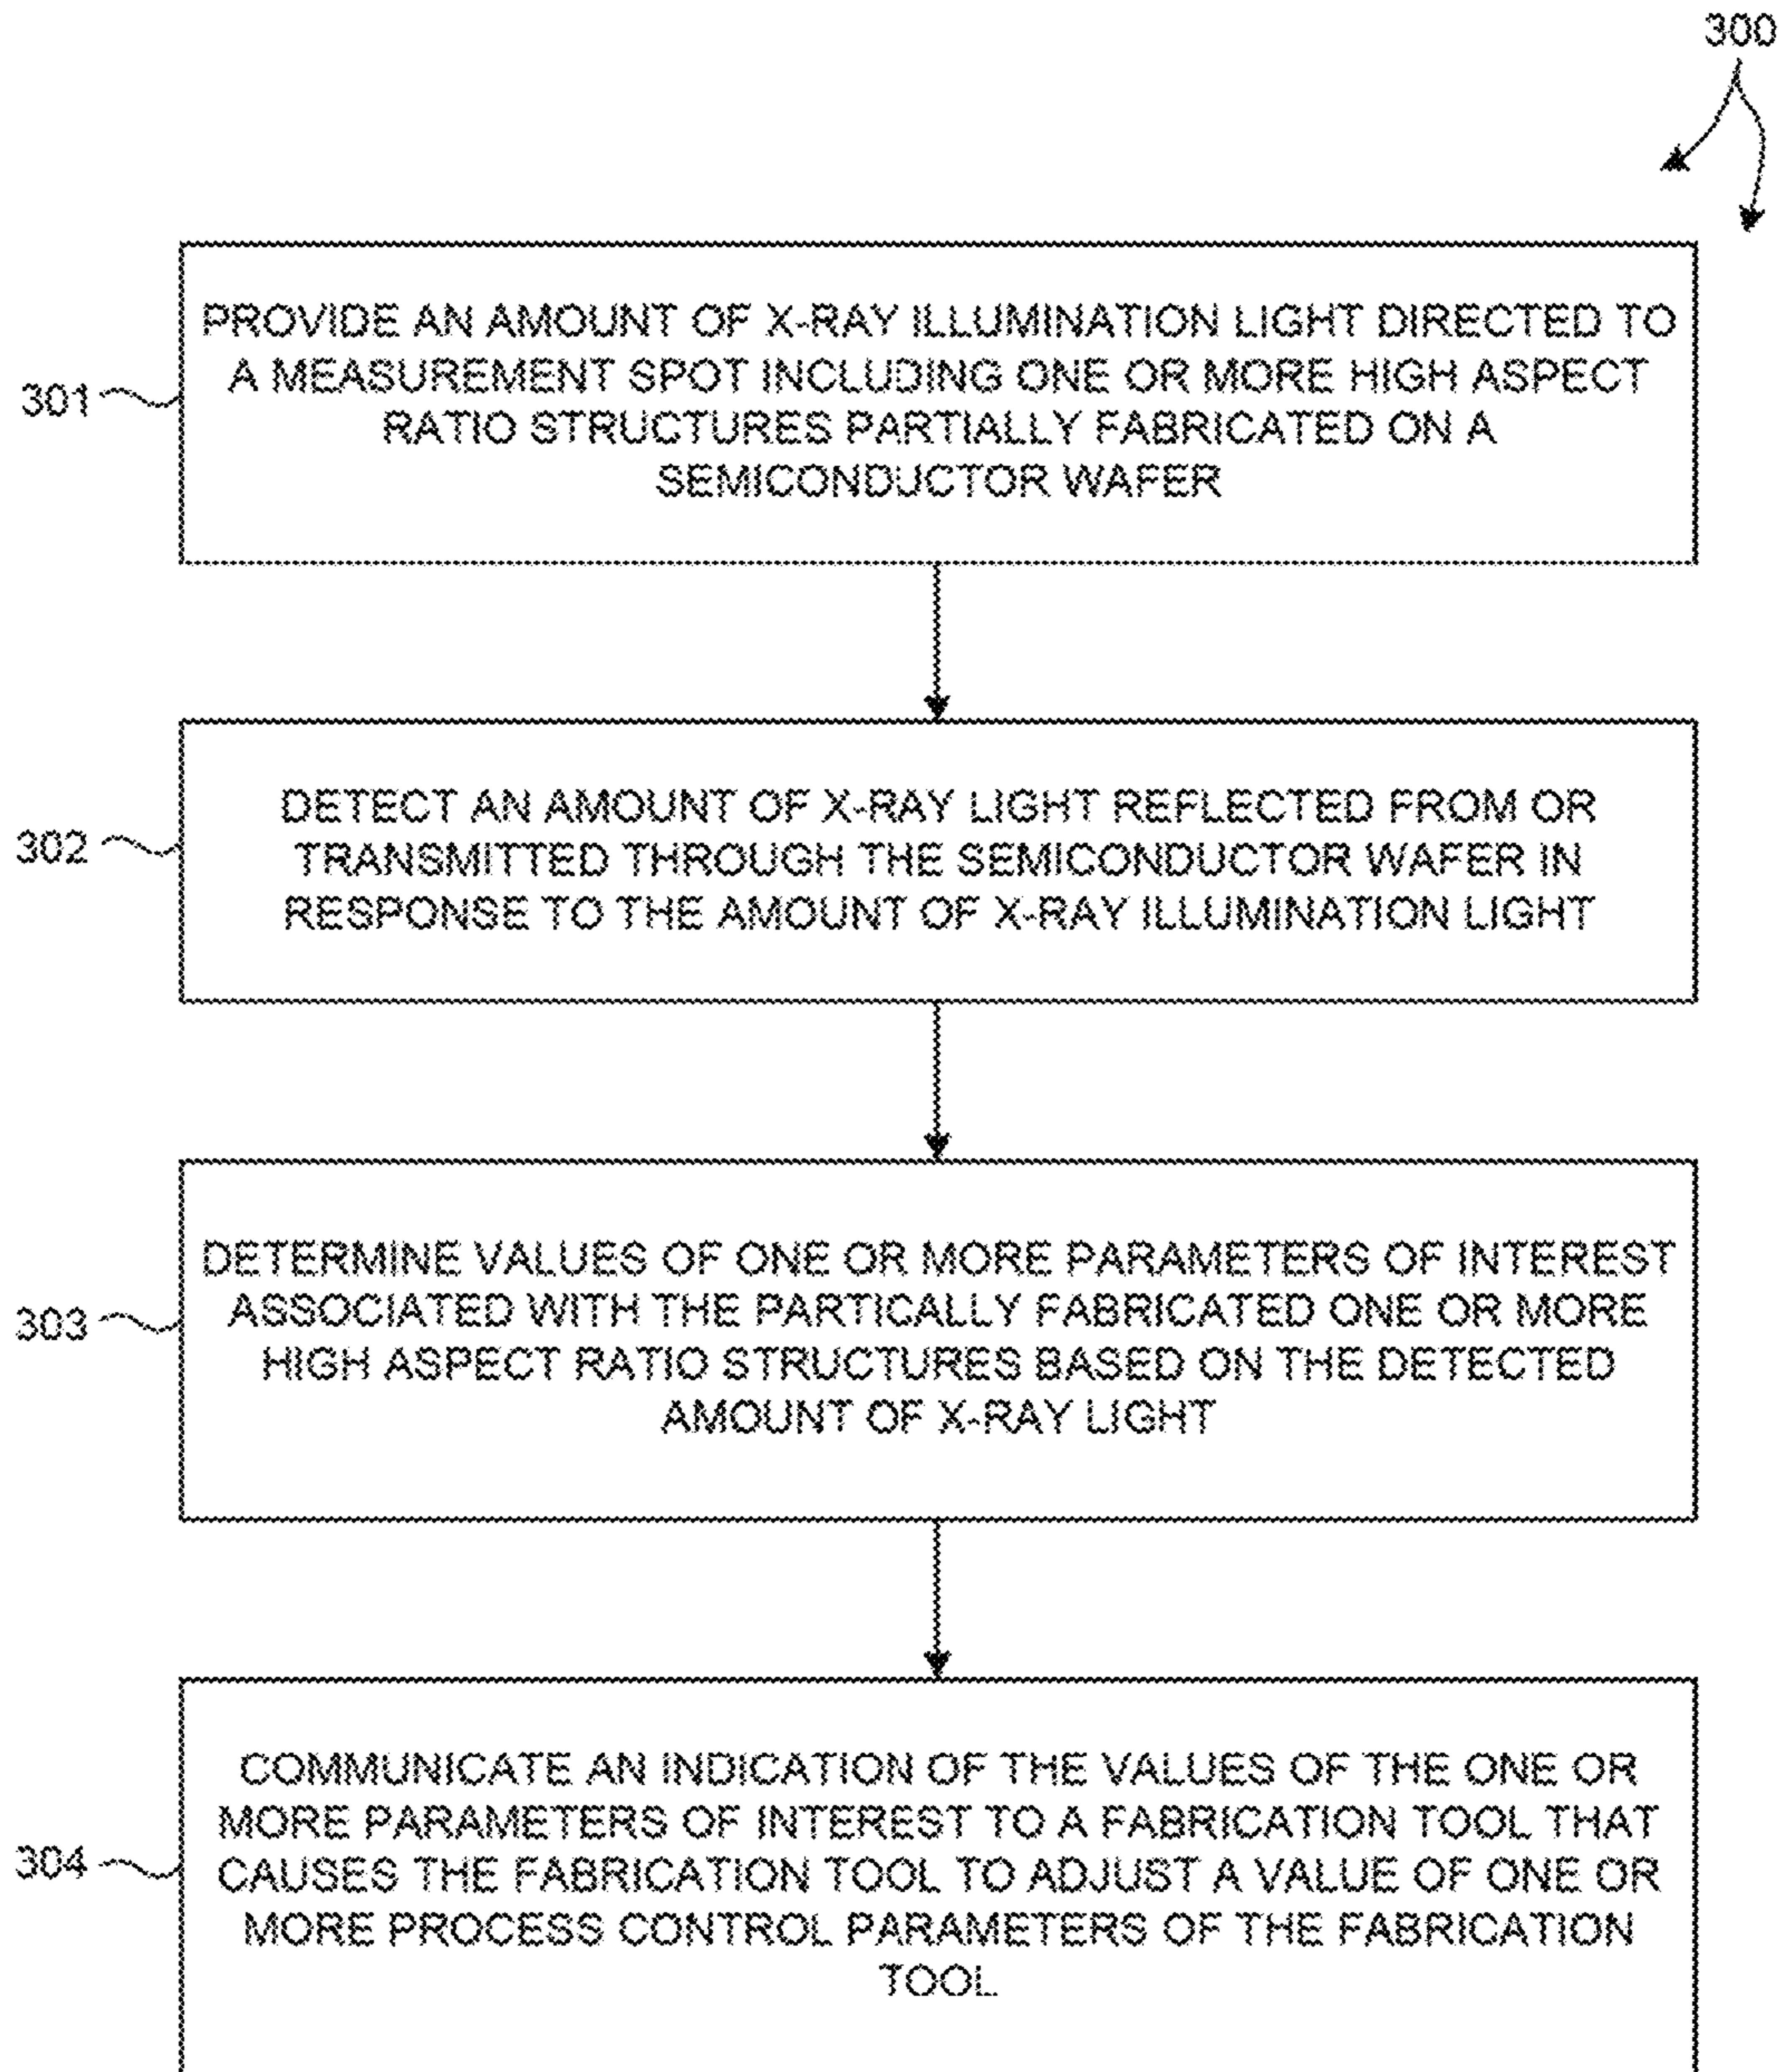 300
301
PROVIDE AN AMOUNT OF X-RAY ILLUMINATION LIGHT DIRECTED TO
A MEASUREMENT SPOT INCLUDING ONE OR MORE HIGH ASPECT
RATIO STRUCTURES PARTIALLY FABRICATED ON A
SEMICONDUCTOR WAFER
302
DETECT AN AMOUNT OF X-RAY LIGHT REFLECTED FROM OR
TRANSMITTED THROUGH THE SEMICONDUCTOR WAFER IN
RESPONSE TO THE AMOUNT OF X-RAY ILLUMINATION LIGHT
303
DETERMINE VALUES OF ONE OR MORE PARAMETERS OF INTEREST
ASSOCIATED WITH THE PARTICALLY FABRICATED ONE OR MORE
HIGH ASPECT RATIO STRUCTURES BASED ON THE DETECTED
AMOUNT OF X-RAY LIGHT
304
COMMUNICATE AN INDICATION OF THE VALUES OF THE ONE OR
MORE PARAMETERS OF INTEREST TO A FABRICATION TOOL THAT
CAUSES THE FABRICATION TOOL TO ADJUST A VALUE OF ONE OR
MORE PROCESS CONTROL PARAMETERS OF THE FABRICATION
TOOL